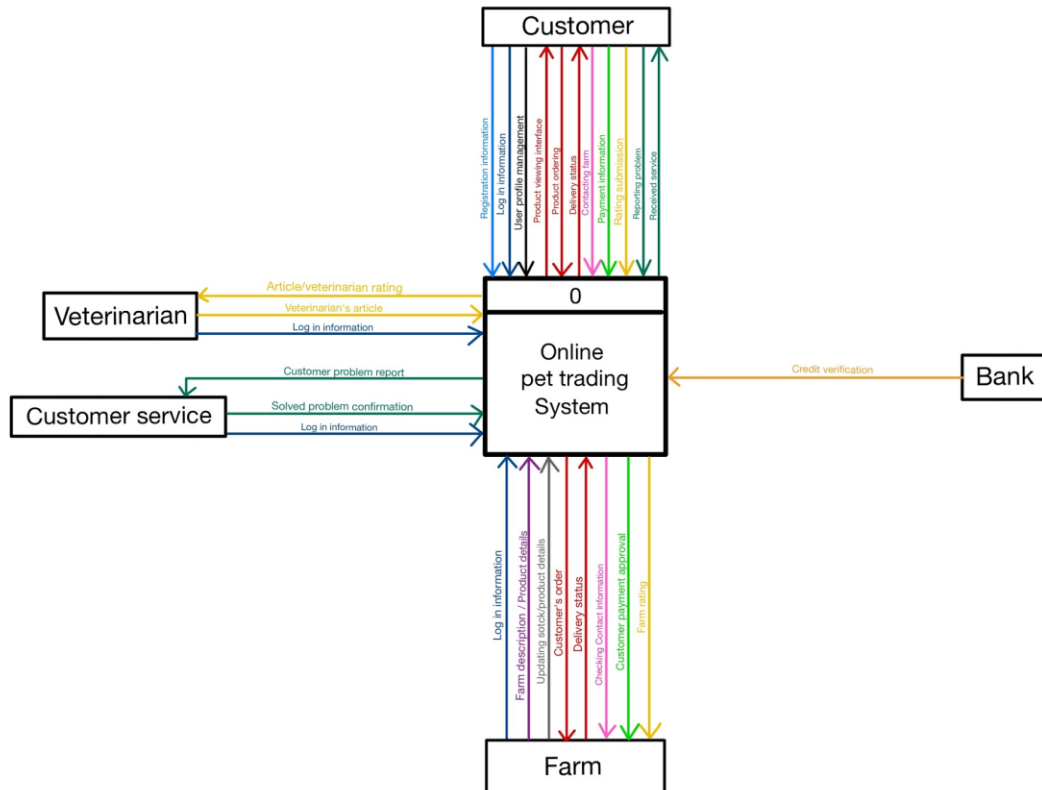 Customer
Registration information
Log in information
User profile management
Product viewing interface
Product ordering
Delivery status
Contacting farm
Payment information
Rating submission
Reporting problem
Received service
Article/veterinarian rating
Veterinarian
Veterinarian's article
Log in information
0
Online
pet trading
System
Credit verification
Bank
Customer problem report
Customer service
Solved problem confirmation
Log in information
Log in information
Farm description / Product details
Updating sotck/product details
Customer's order
Delivery status
Checking Contact information
Customer payment approval
Farm rating
Farm